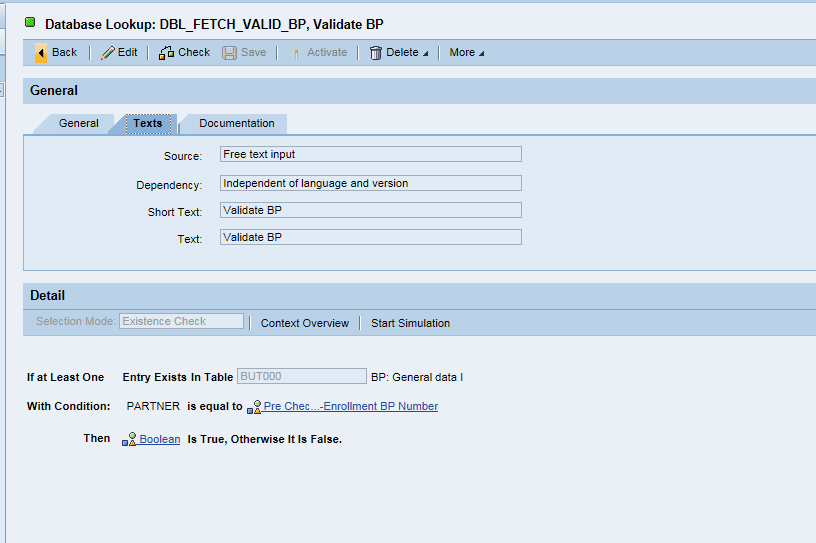 Database Lookup: DBL_FETCH_VALID_BP, Validate BP
Back Edit Check Save Activate Delete More
General
General Texts Documentation
Source: Free text input
Dependency: Independent of language and version
Short Text: Validate BP
Text: Validate BP
Detail
Selection Mode: Existence Check Context Overview Start Simulation
If at Least One Entry Exists In Table BUT000 BP: General data I
With Condition: PARTNER is equal to Pre Chec...-Enrollment BP Number
Then Boolean Is True, Otherwise It Is False.